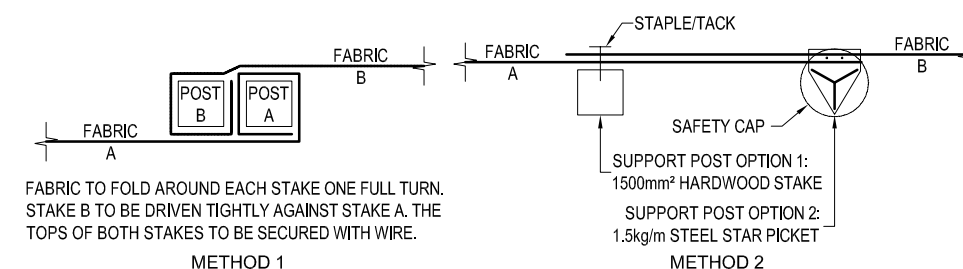 FABRIC
B
POST
B
POST
A
FABRIC
A
FABRIC TO FOLD AROUND EACH STAKE ONE FULL TURN.
STAKE B TO BE DRIVEN TIGHTLY AGAINST STAKE A. THE
TOPS OF BOTH STAKES TO BE SECURED WITH WIRE.
METHOD 1
STAPLE/TACK
FABRIC
A
FABRIC
B
SAFETY CAP
SUPPORT POST OPTION 1:
1500mm² HARDWOOD STAKE
SUPPORT POST OPTION 2:
1.5kg/m STEEL STAR PICKET
METHOD 2